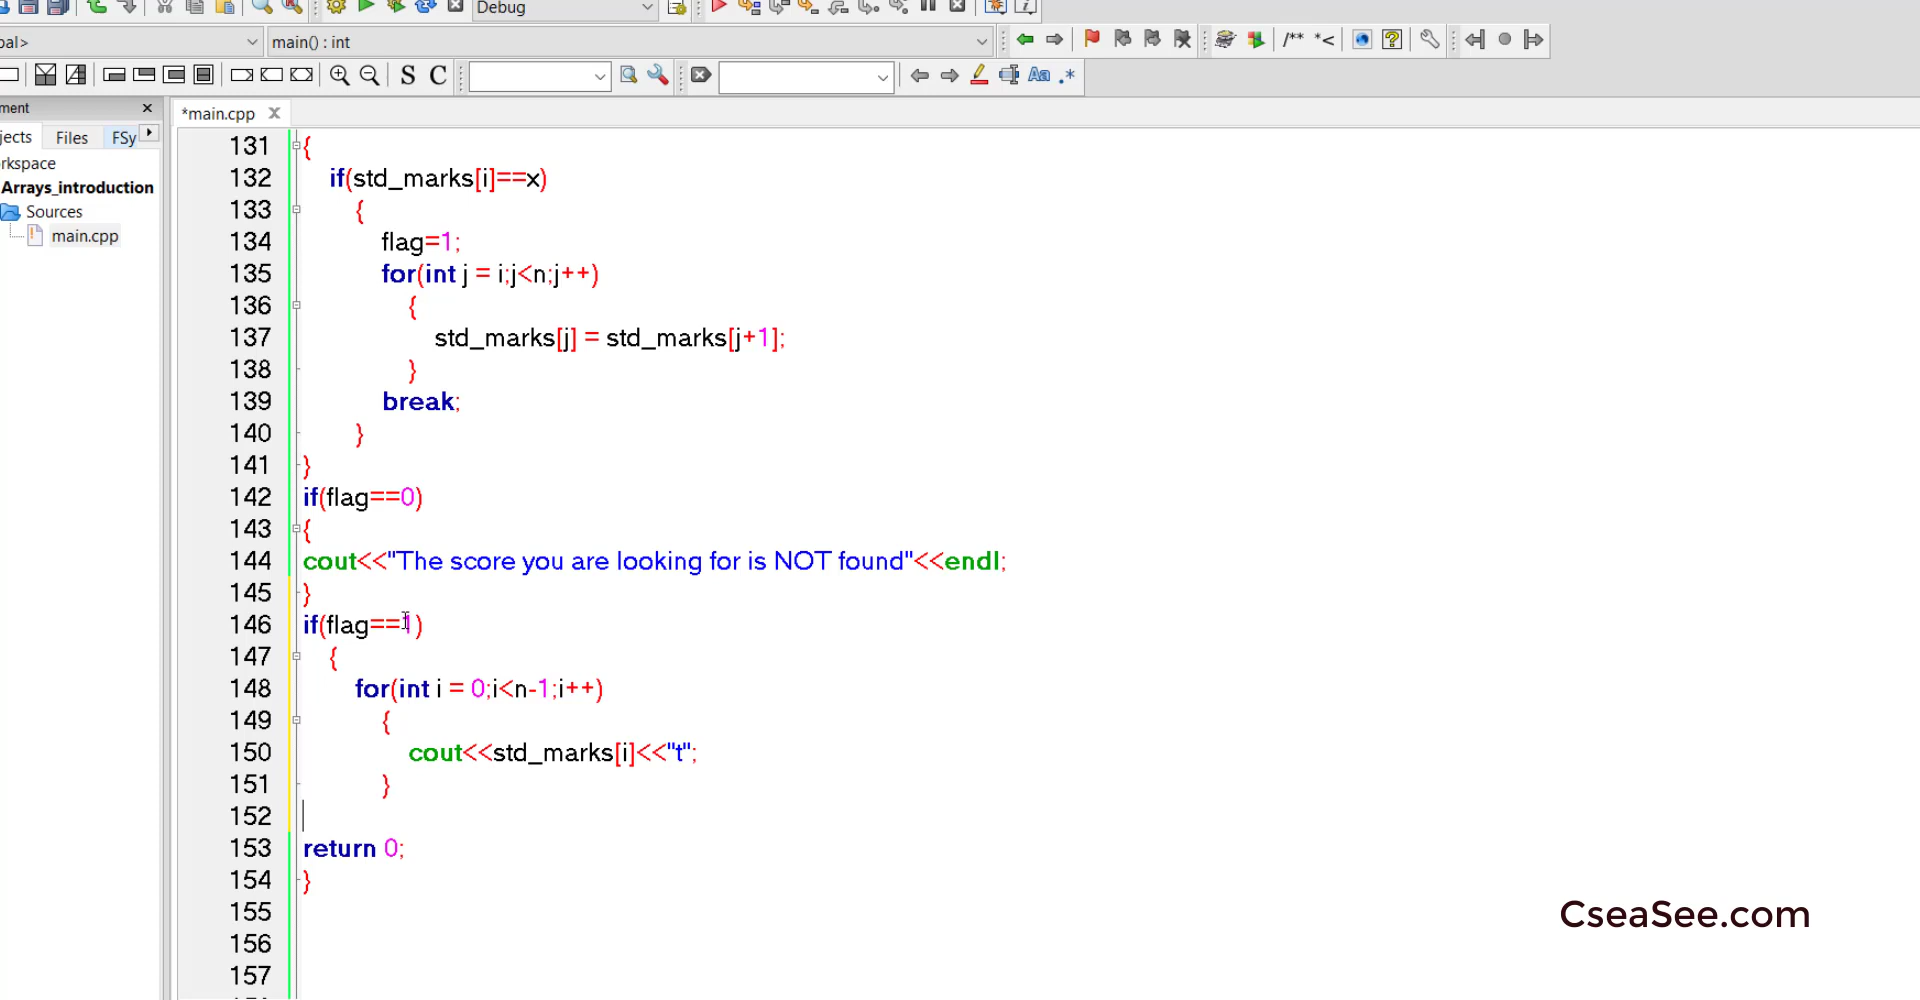 Debug
bal>
main() : int
S C
Aa .*
/** *<
ment
*main.cpp
jects Files FSy
rkspace
Arrays_introduction
Sources
main.cpp
131 {
132 if(std_marks[i]==x)
133 {
134 flag=1;
135 for(int j = i;j<n;j++)
136 {
137 std_marks[j] = std_marks[j+1];
138 }
139 break;
140 }
141 }
142 if(flag==0)
143 {
144 cout<<"The score you are looking for is NOT found"<<endl;
145 }
146 if(flag==1)
147 {
148 for(int i = 0;i<n-1;i++)
149 {
150 cout<<std_marks[i]<<"t";
151 }
152
153 return 0;
154 }
155
156
157
CseaSee.com